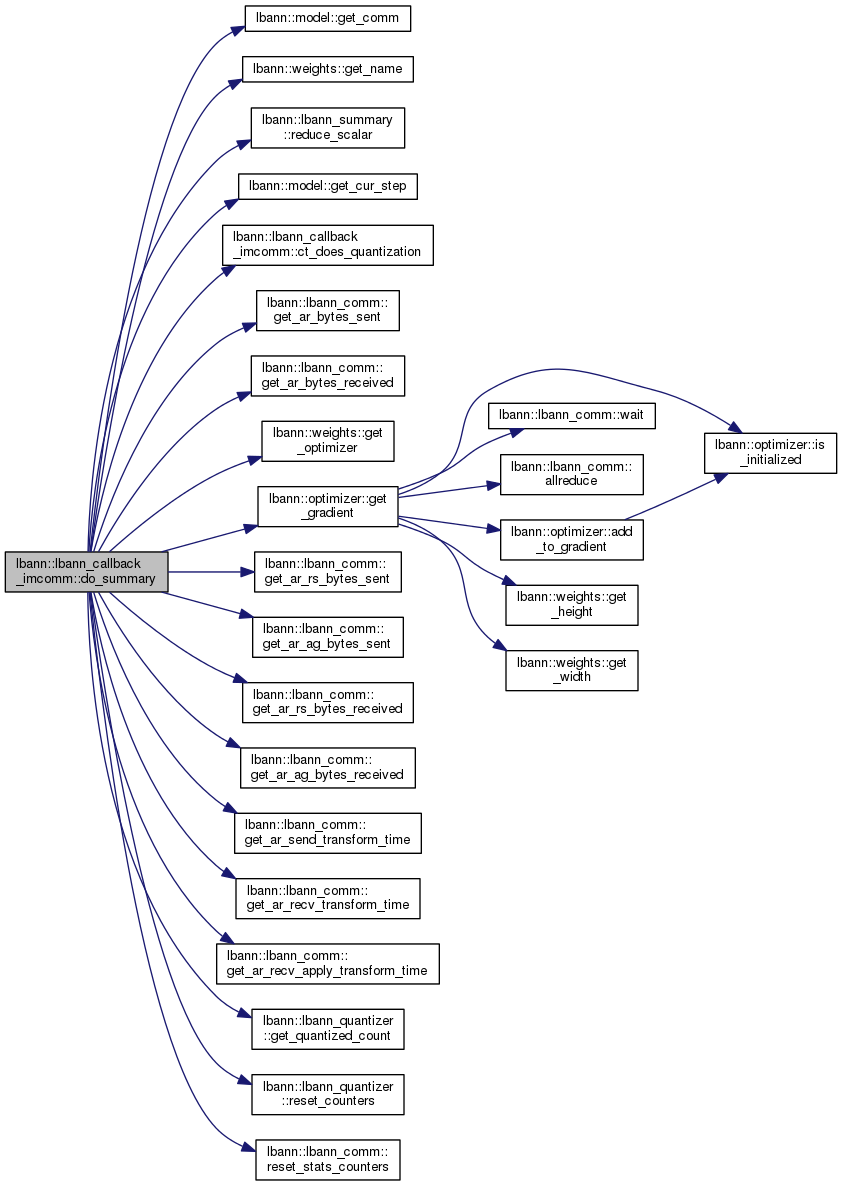 lbann::model::get_comm
lbann::weights::get_name
lbann::lbann_summary
::reduce_scalar
lbann::model::get_cur_step
lbann::lbann_callback
_imcomm::ct_does_quantization
lbann::lbann_comm::
get_ar_bytes_sent
lbann::lbann_comm::
get_ar_bytes_received
lbann::weights::get
_optimizer
lbann::optimizer::get
_gradient
lbann::lbann_comm::wait
lbann::lbann_comm::
allreduce
lbann::optimizer::add
_to_gradient
lbann::weights::get
_height
lbann::weights::get
_width
lbann::optimizer::is
_initialized
lbann::lbann_callback
_imcomm::do_summary
lbann::lbann_comm::
get_ar_rs_bytes_sent
lbann::lbann_comm::
get_ar_ag_bytes_sent
lbann::lbann_comm::
get_ar_rs_bytes_received
lbann::lbann_comm::
get_ar_ag_bytes_received
lbann::lbann_comm::
get_ar_send_transform_time
lbann::lbann_comm::
get_ar_recv_transform_time
lbann::lbann_comm::
get_ar_recv_apply_transform_time
lbann::lbann_quantizer
::get_quantized_count
lbann::lbann_quantizer
::reset_counters
lbann::lbann_comm::
reset_stats_counters